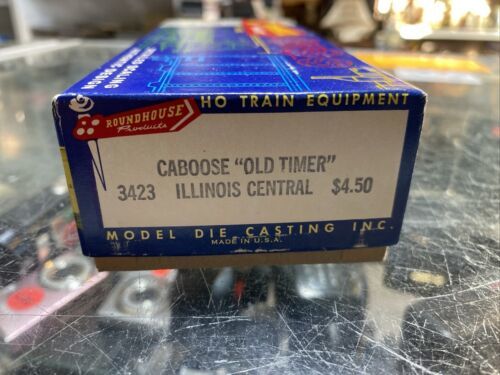 ROUNDHOUSE
Products
HO TRAIN EQUIPMENT
CABOOSE "OLD TIMER"
3423 ILLINOIS CENTRAL $4.50
MODEL DIE CASTING INC.
MADE IN U.S.A.